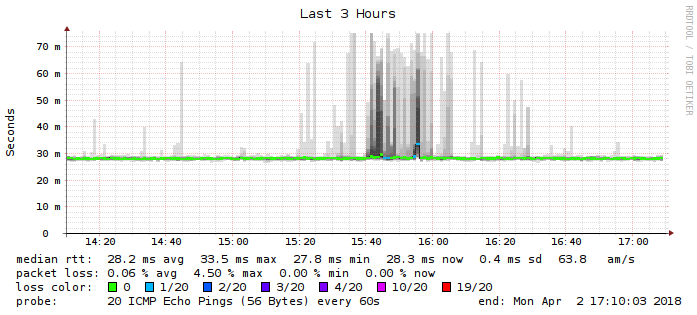 Last 3 Hours
RRDTOOL / TOBI OETIKER
Seconds
70 m
60 m
50 m
40 m
30 m
20 m
10 m
0
14:20 14:40 15:00 15:20 15:40 16:00 16:20 16:40 17:00
median rtt: 28.2 ms avg 33.5 ms max 27.8 ms min 28.3 ms now 0.4 ms sd 63.8 am/s
packet loss: 0.06 % avg 4.50 % max 0.00 % min 0.00 % now
loss color: 0 1/20 2/20 3/20 4/20 10/20 19/20
probe: 20 ICMP Echo Pings (56 Bytes) every 60s end: Mon Apr 2 17:10:03 2018